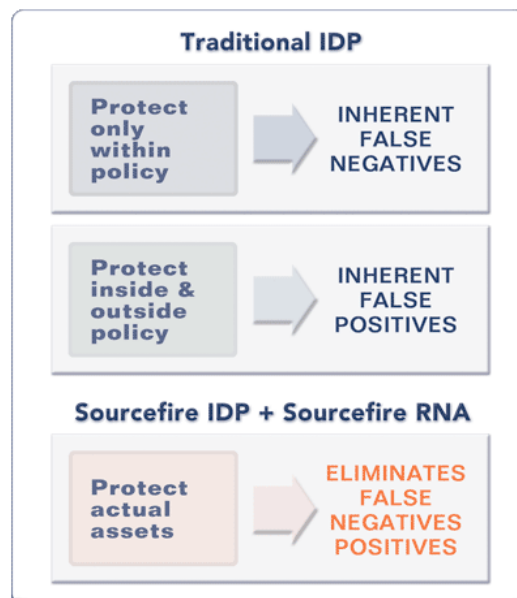 Traditional IDP
Protect
only
within
policy
INHERENT
FALSE
NEGATIVES
Protect
inside &
outside
policy
INHERENT
FALSE
POSITIVES
Sourcefire IDP + Sourcefire RNA
Protect
actual
assets
ELIMINATES
FALSE
NEGATIVES
POSITIVES